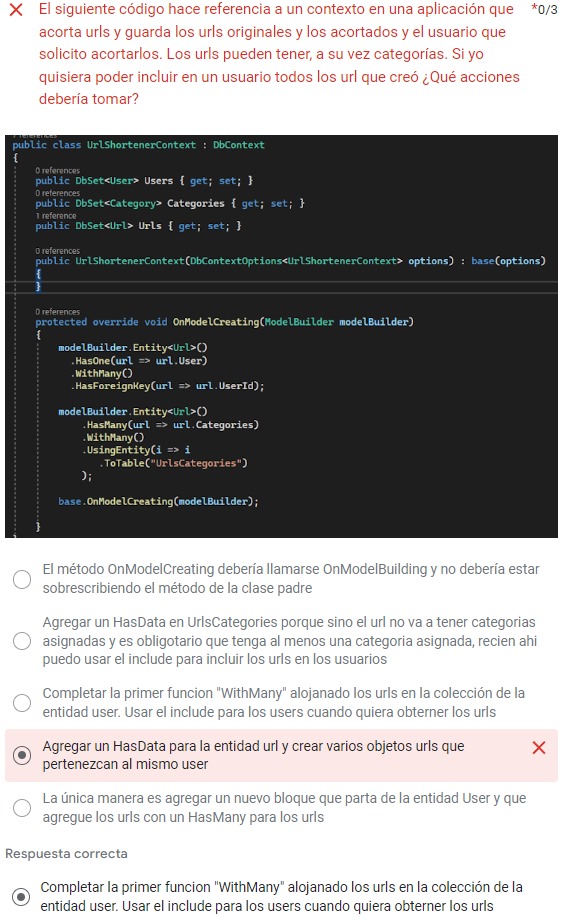 El siguiente código hace referencia a un contexto en una aplicación que *0/3
acorta urls y guarda los urls originales y los acortados y el usuario que
solicito acortarlos. Los urls pueden tener, a su vez categorías. Si yo
quisiera poder incluir en un usuario todos los url que creó ¿Qué acciones
debería tomar?
references
public class UrlShortenerContext : DbContext
{
0 references
public DbSet<User> Users { get; set; }
0 references
public DbSet<Category> Categories { get; set; }
1 reference
public DbSet<Url> Urls { get; set; }
0 references
public UrlShortenerContext(DbContextOptions<UrlShortenerContext> options) : base(options)
{
}
0 references
protected override void OnModelCreating(ModelBuilder modelBuilder)
{
modelBuilder.Entity<Url>()
.HasOne(url => url.User)
.WithMany()
.HasForeignKey(url => url.UserId);
modelBuilder.Entity<Url>()
.HasMany(url => url.Categories)
.WithMany()
.UsingEntity(i => i
.ToTable("UrlsCategories")
);
base.OnModelCreating(modelBuilder);
}
El método OnModelCreating debería llamarse OnModelBuilding y no debería estar
sobrescribiendo el método de la clase padre
Agregar un HasData en UrlsCategories porque sino el url no va a tener categorias
asignadas y es obligotario que tenga al menos una categoria asignada, recien ahi
puedo usar el include para incluir los urls en los usuarios
Completar la primer funcion "WithMany" alojanado los urls en la colección de la
entidad user. Usar el include para los users cuando quiera obterner los urls
Agregar un HasData para la entidad url y crear varios objetos urls que
pertenezcan al mismo user
La única manera es agregar un nuevo bloque que parta de la entidad User y que
agregue los urls con un HasMany para los urls
Respuesta correcta
Completar la primer funcion "WithMany" alojanado los urls en la colección de la
entidad user. Usar el include para los users cuando quiera obterner los urls